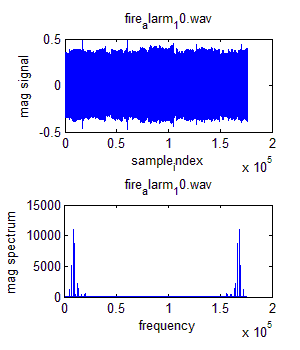 fire_alarm_10.wav
0.5
0
-0.5
mag signal
0 0.5 1 1.5 2
sample_index
x 10^5
fire_alarm_10.wav
15000
10000
5000
0
mag spectrum
0 0.5 1 1.5 2
frequency
x 10^5